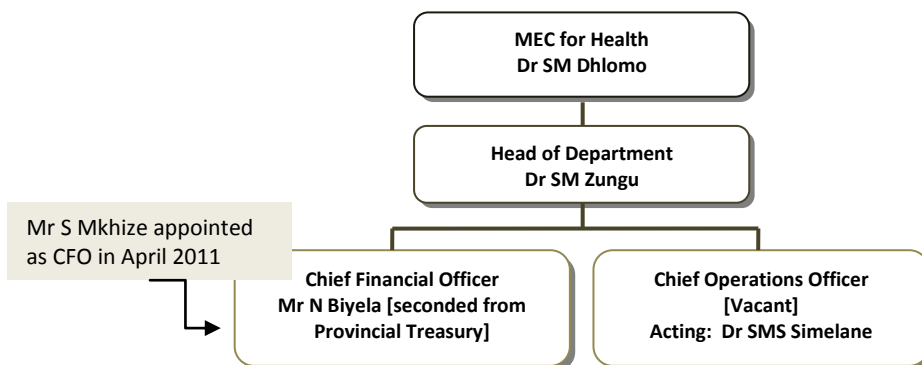 MEC for Health
Dr SM Dhlomo
Head of Department
Dr SM Zungu
Mr S Mkhize appointed
as CFO in April 2011
Chief Financial Officer
Mr N Biyela [seconded from
Provincial Treasury]
Chief Operations Officer
[Vacant]
Acting:  Dr SMS Simelane